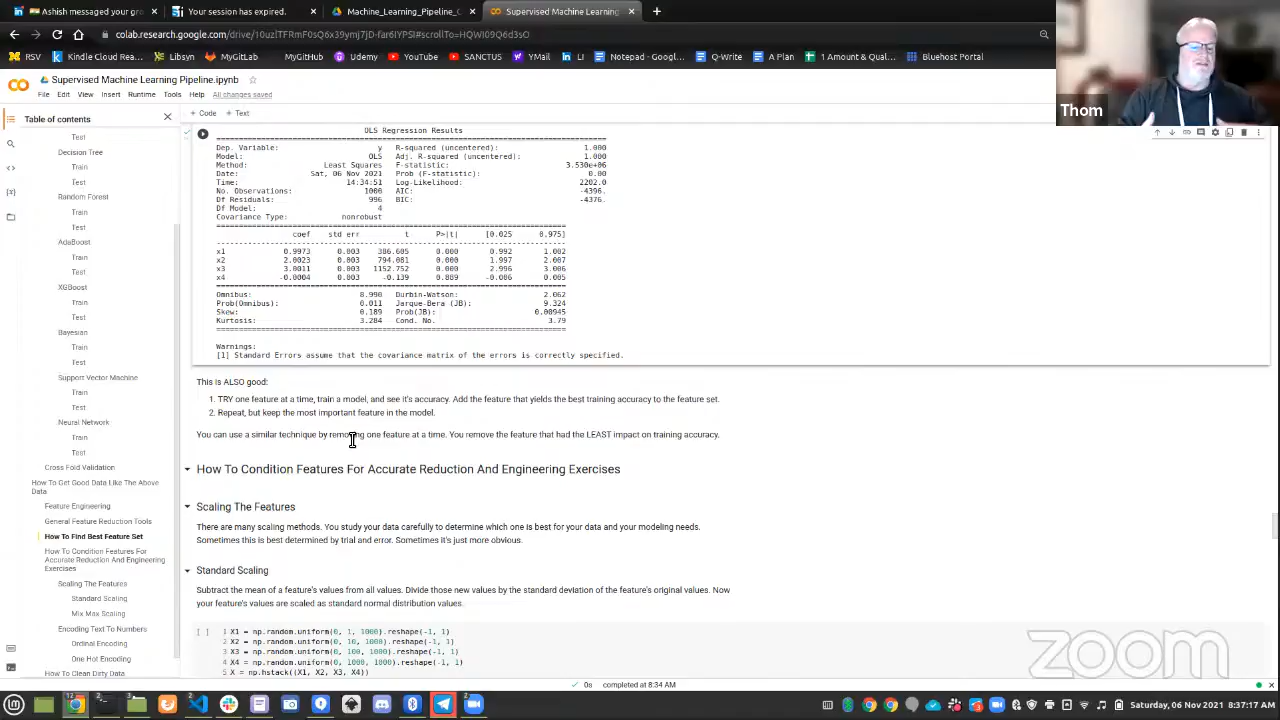 Ashish messaged your gra
Your session has expired.
Machine_Learning_Pipeline_C
Supervised Machine Learning
colab.research.google.com/drive/10uzlTFRmF0sQ6x39ymj7JD-far6IYPSI#scrollTo=HQWI09Q6d3sO
RSV
Kindle Cloud Rea...
Libsyn
MyGitLab
MyGitHub
Udemy
YouTube
SANCTUS
YMail
LI
Notepad - Googl...
Q-Write
A Plan
1 Amount & Qual...
Bluehost
Thom
Supervised Machine Learning Pipeline.ipynb
File Edit View Insert Runtime Tools Help All changes saved
+ Code + Text
Table of contents
Test
Decision Tree
Train
Test
Random Forest
Train
Test
AdaBoost
Train
Test
XGBoost
Train
Test
Bayesian
Train
Test
Support Vector Machine
Train
Test
Neural Network
Train
Test
Cross Fold Validation
How To Get Good Data Like The Above
Data
Feature Engineering
General Feature Reduction Tools
How To Find Best Feature Set
How To Condition Features For
Accurate Reduction And Engineering
Exercises
Scaling The Features
Standard Scaling
Mix Max Scaling
Encoding Text To Numbers
Ordinal Encoding
One Hot Encoding
How To Clean Dirty Data
OLS Regression Results
Dep. Variable: y R-squared (uncentered): 1.000
Model: OLS Adj. R-squared (uncentered): 1.000
Method: Least Squares F-statistic: 3.530e+06
Date: Sat, 06 Nov 2021 Prob (F-statistic): 0.00
Time: 14:34:51 Log-Likelihood: 2202.0
No. Observations: 1000 AIC: -4396.
Df Residuals: 996 BIC: -4376.
Df Model: 4
Covariance Type: nonrobust
coef std err t P>|t| [0.025 0.975]
x1 0.9973 0.003 386.605 0.000 0.992 1.002
x2 2.0023 0.003 794.081 0.000 1.997 2.007
x3 3.0011 0.003 1152.752 0.000 2.996 3.006
x4 -0.0004 0.003 -0.139 0.889 -0.006 0.005
Omnibus: 8.990 Durbin-Watson: 2.062
Prob(Omnibus): 0.011 Jarque-Bera (JB): 9.324
Skew: 0.189 Prob(JB): 0.00945
Kurtosis: 3.284 Cond. No. 3.79
Warnings:
[1] Standard Errors assume that the covariance matrix of the errors is correctly specified.
This is ALSO good:
1. TRY one feature at a time, train a model, and see it's accuracy. Add the feature that yields the best training accuracy to the feature set.
2. Repeat, but keep the most important feature in the model.
You can use a similar technique by removing one feature at a time. You remove the feature that had the LEAST impact on training accuracy.
How To Condition Features For Accurate Reduction And Engineering Exercises
Scaling The Features
There are many scaling methods. You study your data carefully to determine which one is best for your data and your modeling needs.
Sometimes this is best determined by trial and error. Sometimes it's just more obvious.
Standard Scaling
Subtract the mean of a feature's values from all values. Divide those new values by the standard deviation of the feature's original values. Now
your feature's values are scaled as standard normal distribution values.
[ ] 1 X1 = np.random.uniform(0, 1, 1000).reshape(-1, 1)
2 X2 = np.random.uniform(0, 10, 1000).reshape(-1, 1)
3 X3 = np.random.uniform(0, 100, 1000).reshape(-1, 1)
4 X4 = np.random.uniform(0, 1000, 1000).reshape(-1, 1)
5 X = np.hstack((X1, X2, X3, X4))
zoom
0s completed at 8:34 AM
Saturday, 06 Nov 2021, 8:37:17 AM